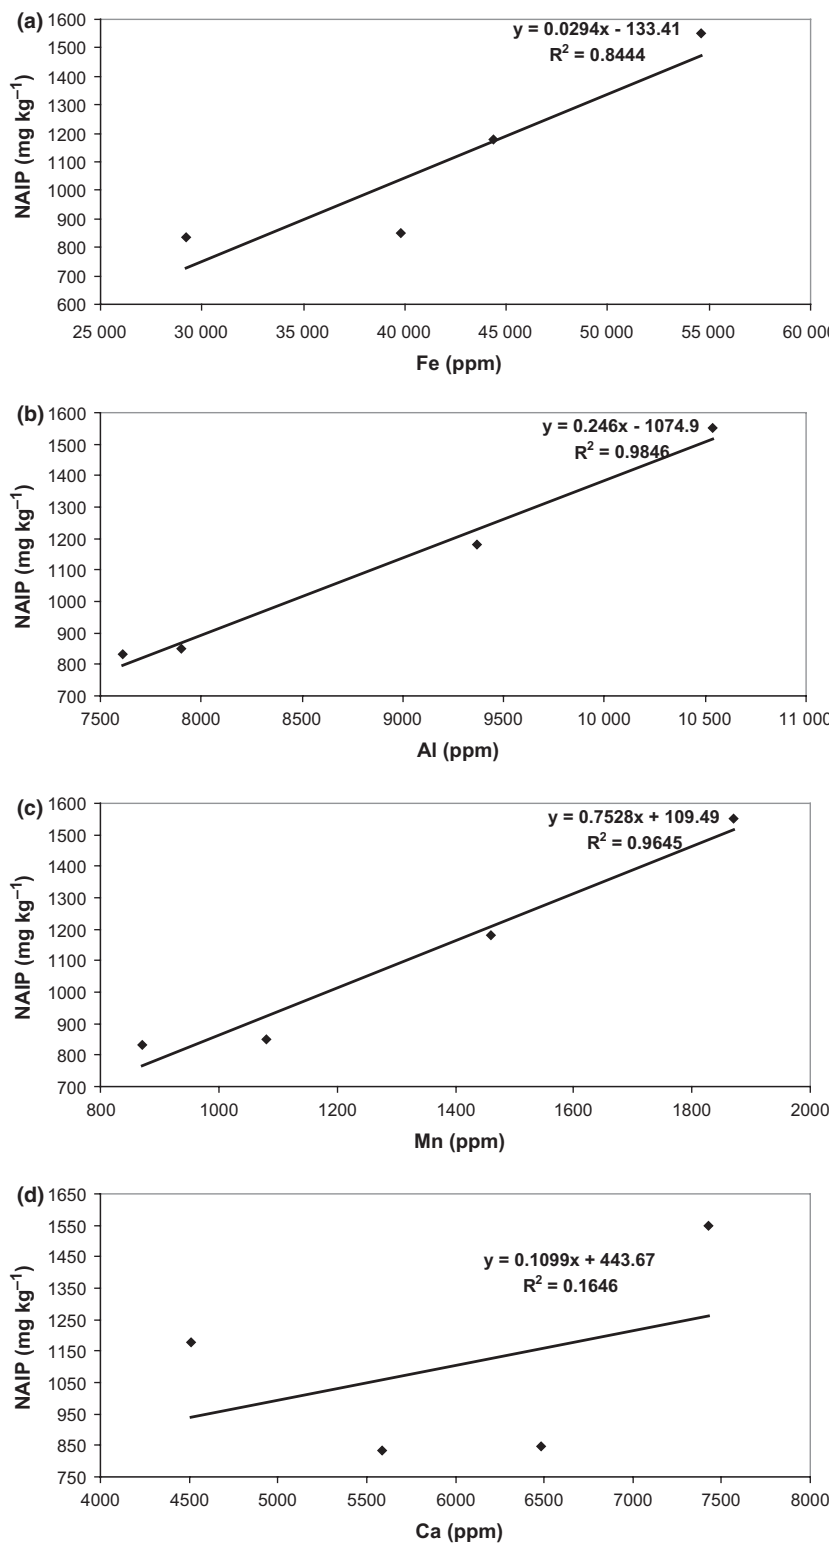 (a)
1600
y = 0.0294x - 133.41
1500
R² = 0.8444
1400
1300
1200
1100
1000
900
800
700
600
NAIP (mg kg⁻¹)
25 000 30 000 35 000 40 000 45 000 50 000 55 000 60 000
Fe (ppm)
(b)
1600
y = 0.246x - 1074.9
1500
R² = 0.9846
1400
1300
1200
1100
1000
900
800
700
NAIP (mg kg⁻¹)
7500 8000 8500 9000 9500 10 000 10 500 11 000
Al (ppm)
(c)
1600
y = 0.7528x + 109.49
1500
R² = 0.9645
1400
1300
1200
1100
1000
900
800
700
NAIP (mg kg⁻¹)
800 1000 1200 1400 1600 1800 2000
Mn (ppm)
(d)
1650
1550
1450
y = 0.1099x + 443.67
1350
R² = 0.1646
1250
1150
1050
950
850
750
NAIP (mg kg⁻¹)
4000 4500 5000 5500 6000 6500 7000 7500 8000
Ca (ppm)